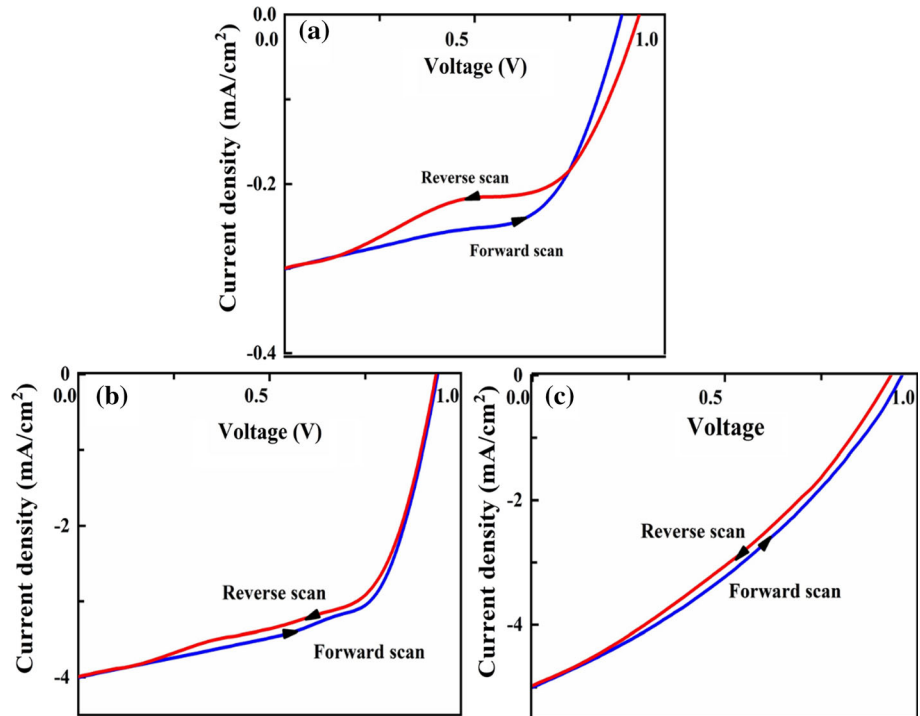 0.0
0.0
(a)
0.5
1.0
Voltage (V)
Current density (mA/cm2)
Reverse scan
-0.2
Forward scan
-0.4
0
0.0
(b)
0.5
1.0
Voltage (V)
Current density (mA/cm2)
-2
Reverse scan
Forward scan
-4
0
0.0
(c)
0.5
1.0
Voltage
Current density (mA/cm2)
-2
Reverse scan
Forward scan
-4